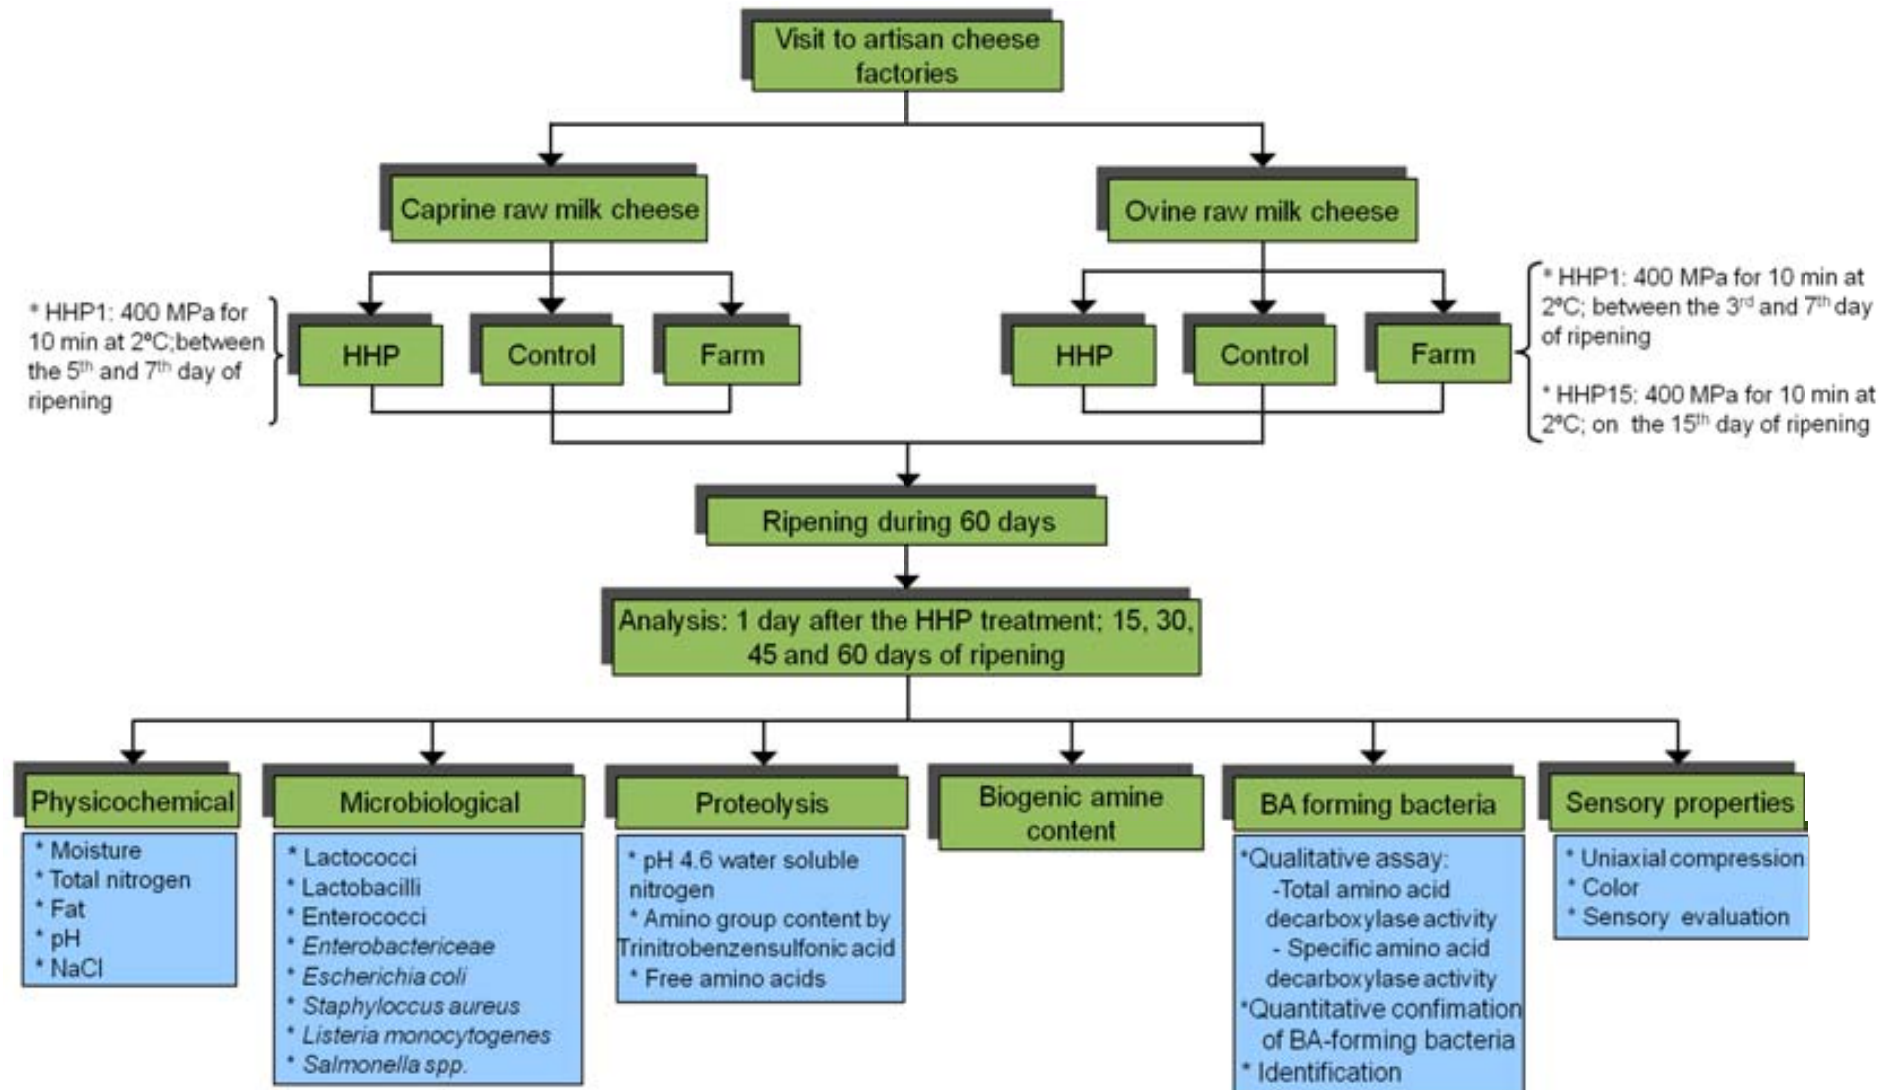 Visit to artisan cheese
factories
Caprine raw milk cheese
Ovine raw milk cheese
* HHP1: 400 MPa for
10 min at 2ºC;between
the 5th and 7th day of
ripening
HHP
Control
Farm
HHP
Control
Farm
* HHP1: 400 MPa for 10 min at
2ºC; between the 3rd and 7th day
of ripening
* HHP15: 400 MPa for 10 min at
2ºC; on the 15th day of ripening
Ripening during 60 days
Analysis: 1 day after the HHP treatment; 15, 30,
45 and 60 days of ripening
Physicochemical
* Moisture
* Total nitrogen
* Fat
* pH
* NaCl
Microbiological
* Lactococci
* Lactobacilli
* Enterococci
* Enterobactericeae
* Escherichia coli
* Staphyloccus aureus
* Listeria monocytogenes
* Salmonella spp.
Proteolysis
* pH 4.6 water soluble
nitrogen
* Amino group content by
Trinitrobenzensulfonic acid
* Free amino acids
Biogenic amine
content
BA forming bacteria
*Qualitative assay:
-Total amino acid
decarboxylase activity
- Specific amino acid
decarboxylase activity
*Quantitative confimation
of BA-forming bacteria
* Identification
Sensory properties
* Uniaxial compression
* Color
* Sensory evaluation